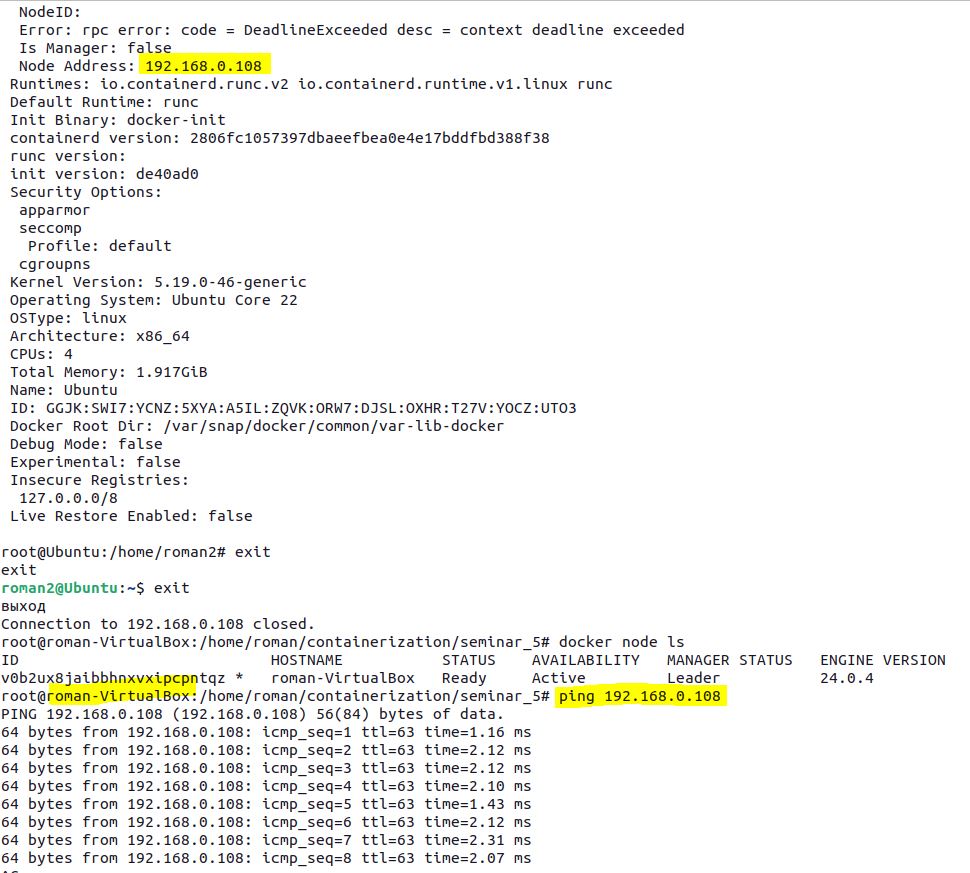 NodeID:
Error: rpc error: code = DeadlineExceeded desc = context deadline exceeded
Is Manager: false
Node Address: 192.168.0.108
Runtimes: io.containerd.runc.v2 io.containerd.runtime.v1.linux runc
Default Runtime: runc
Init Binary: docker-init
containerd version: 2806fc1057397dbaeefbea0e4e17bddfbd388f38
runc version:
init version: de40ad0
Security Options:
apparmor
seccomp
Profile: default
cgroupns
Kernel Version: 5.19.0-46-generic
Operating System: Ubuntu Core 22
OSType: linux
Architecture: x86_64
CPUs: 4
Total Memory: 1.917GiB
Name: Ubuntu
ID: GGJK:SWI7:YCNZ:5XYA:A5IL:ZQVK:ORW7:DJSL:OXHR:T27V:YOCZ:UTO3
Docker Root Dir: /var/snap/docker/common/var-lib-docker
Debug Mode: false
Experimental: false
Insecure Registries:
127.0.0.0/8
Live Restore Enabled: false
root@Ubuntu:/home/roman2# exit
exit
roman2@Ubuntu:~$ exit
выход
Connection to 192.168.0.108 closed.
root@roman-VirtualBox:/home/roman/containerization/seminar_5# docker node ls
ID HOSTNAME STATUS AVAILABILITY MANAGER STATUS ENGINE VERSION
v0b2ux8jaibbhnxvxipcpntqz * roman-VirtualBox Ready Active Leader 24.0.4
root@roman-VirtualBox:/home/roman/containerization/seminar_5# ping 192.168.0.108
PING 192.168.0.108 (192.168.0.108) 56(84) bytes of data.
64 bytes from 192.168.0.108: icmp_seq=1 ttl=63 time=1.16 ms
64 bytes from 192.168.0.108: icmp_seq=2 ttl=63 time=2.12 ms
64 bytes from 192.168.0.108: icmp_seq=3 ttl=63 time=2.12 ms
64 bytes from 192.168.0.108: icmp_seq=4 ttl=63 time=2.10 ms
64 bytes from 192.168.0.108: icmp_seq=5 ttl=63 time=1.43 ms
64 bytes from 192.168.0.108: icmp_seq=6 ttl=63 time=2.12 ms
64 bytes from 192.168.0.108: icmp_seq=7 ttl=63 time=2.31 ms
64 bytes from 192.168.0.108: icmp_seq=8 ttl=63 time=2.07 ms